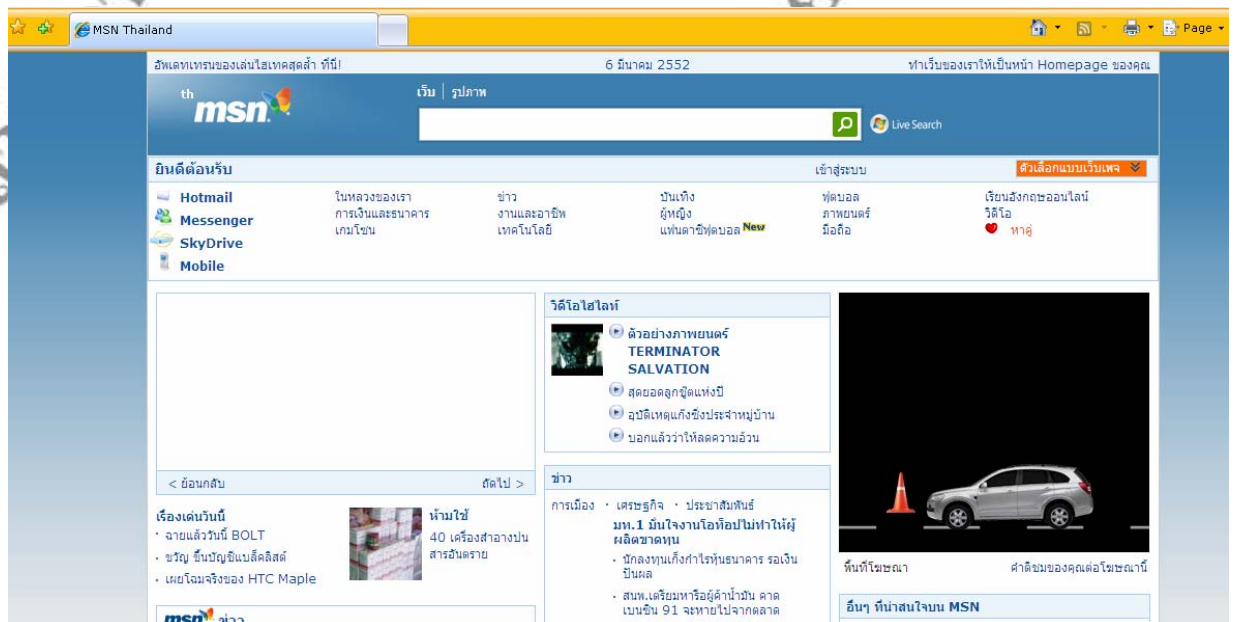 MSN Thailand
Page
อัพเดทเทรนของเล่นไฮเทคสุดล้ำ ที่นี่!
6 มีนาคม 2552
ทำเว็บของเราให้เป็นหน้า Homepage ของคุณ
th
msn
เว็บ | รูปภาพ
Live Search
ยินดีต้อนรับ
เข้าสู่ระบบ
ตัวเลือกแบบเว็บเพจ
Hotmail
Messenger
SkyDrive
Mobile
ในหลวงของเรา
การเงินและธนาคาร
เกมโซน
ข่าว
งานและอาชีพ
เทคโนโลยี
บันเทิง
ผู้หญิง
แฟนตาซีฟุตบอล New
ฟุตบอล
ภาพยนตร์
มือถือ
เรียนอังกฤษออนไลน์
วิดีโอ
หาคู่
< ย้อนกลับ
ถัดไป >
เรื่องเด่นวันนี้
ฉายแล้ววันนี้ BOLT
ขวัญ ขึ้นบัญชีแบล็คลิสต์
เผยโฉมจริงของ HTC Maple
ห้ามใช้
40 เครื่องสำอางปน
สารอันตราย
msn ข่าว
วิดีโอไฮไลท์
ตัวอย่างภาพยนตร์
TERMINATOR
SALVATION
สุดยอดลูกชู๊ตแห่งปี
อุบัติเหตุแก๊งซิ่งประจำหมู่บ้าน
บอกแล้วว่าให้ลดความอ้วน
ข่าว
การเมือง · เศรษฐกิจ · ประชาสัมพันธ์
มท.1 มั่นใจงานโอท็อปไม่ทำให้ผู้
ผลิตขาดทุน
นักลงทุนเก็งกำไรหุ้นธนาคาร รอเงิน
ปันผล
สนพ.เตรียมหารือผู้ค้าน้ำมัน คาด
เบนซิน 91 จะหายไปจากตลาด
พื้นที่โฆษณา
คำติชมของคุณต่อโฆษณานี้
อื่นๆ ที่น่าสนใจบน MSN